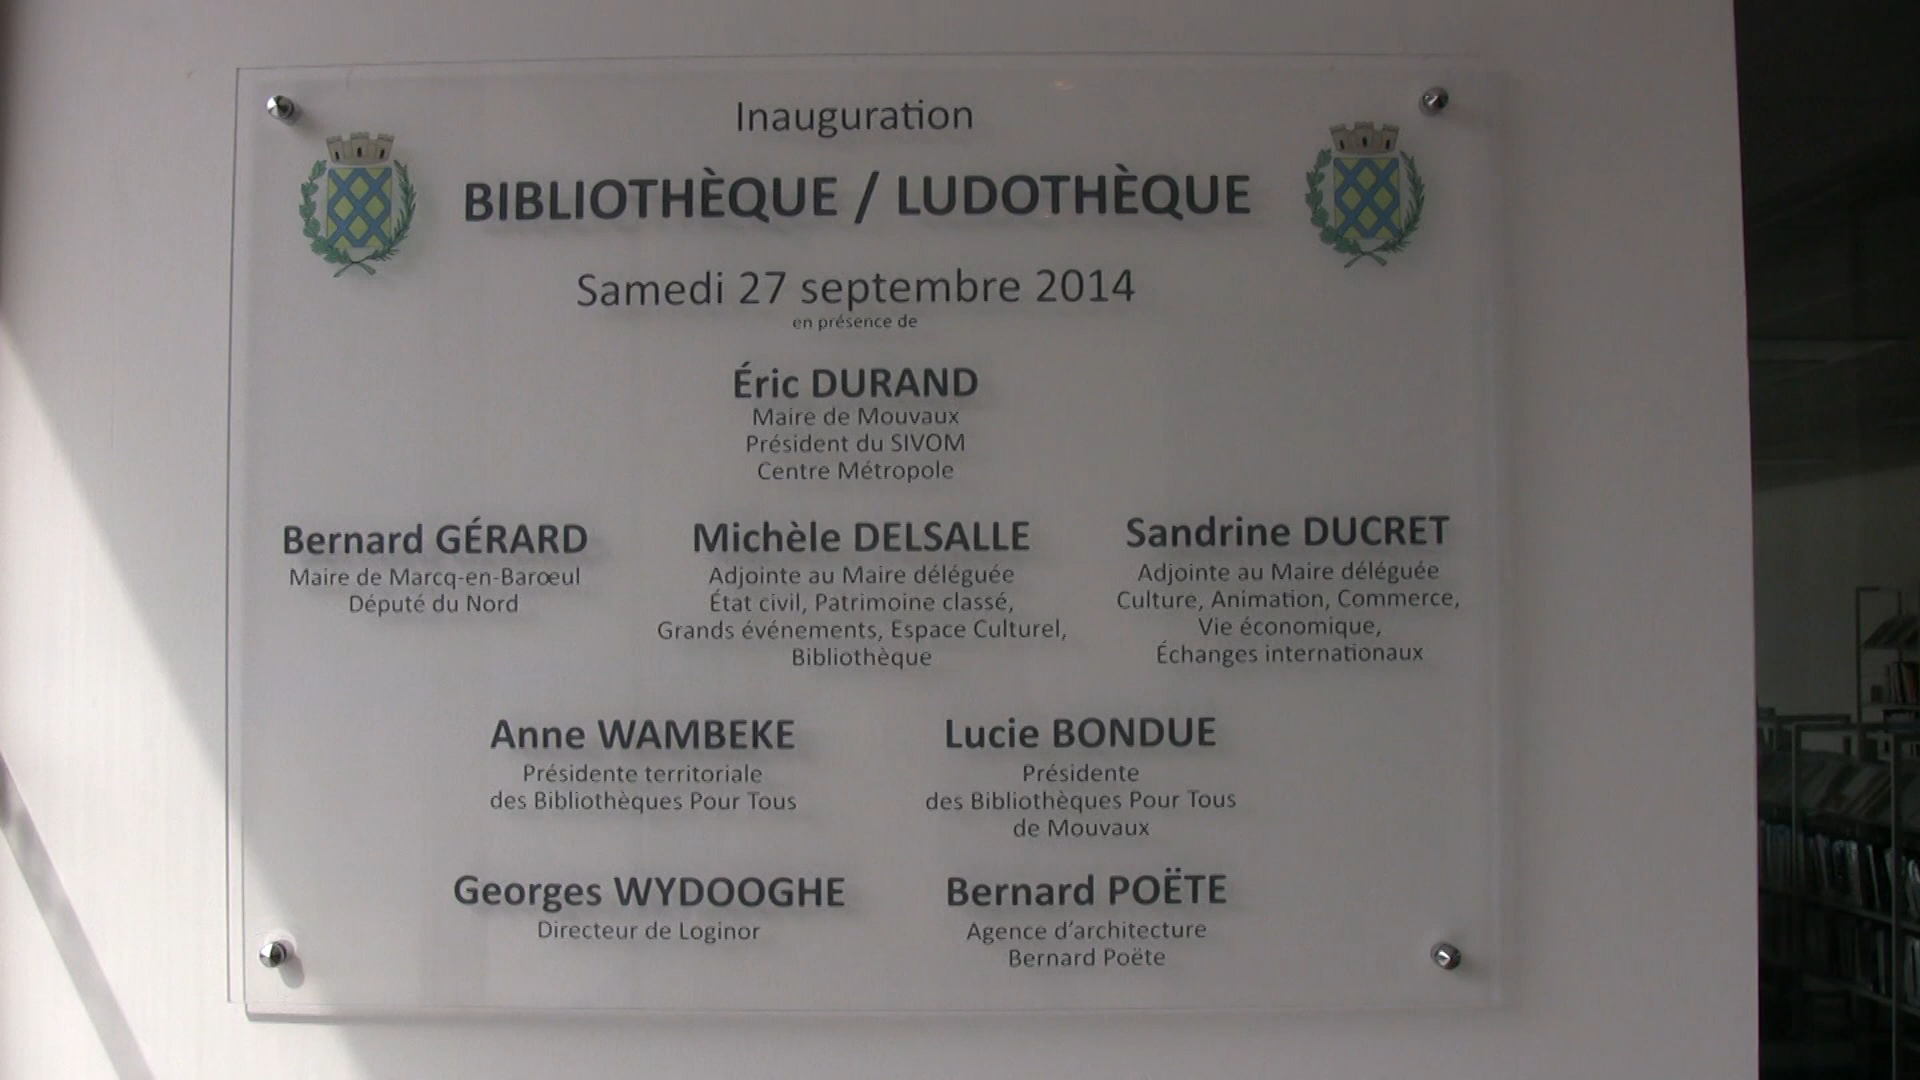 Inauguration
BIBLIOTHÈQUE / LUDOTHÈQUE
Samedi 27 septembre 2014
en présence de
Éric DURAND
Maire de Mouvaux
Président du SIVOM
Centre Métropole
Bernard GÉRARD
Maire de Marcq-en-Barœul
Député du Nord
Michèle DELSALLE
Adjointe au Maire déléguée
État civil, Patrimoine classé,
Grands événements, Espace Culturel,
Bibliothèque
Sandrine DUCRET
Adjointe au Maire déléguée
Culture, Animation, Commerce,
Vie économique,
Échanges internationaux
Anne WAMBEKE
Présidente territoriale
des Bibliothèques Pour Tous
Lucie BONDUE
Présidente
des Bibliothèques Pour Tous
de Mouvaux
Georges WYDOOGHE
Directeur de Loginor
Bernard POËTE
Agence d'architecture
Bernard Poëte